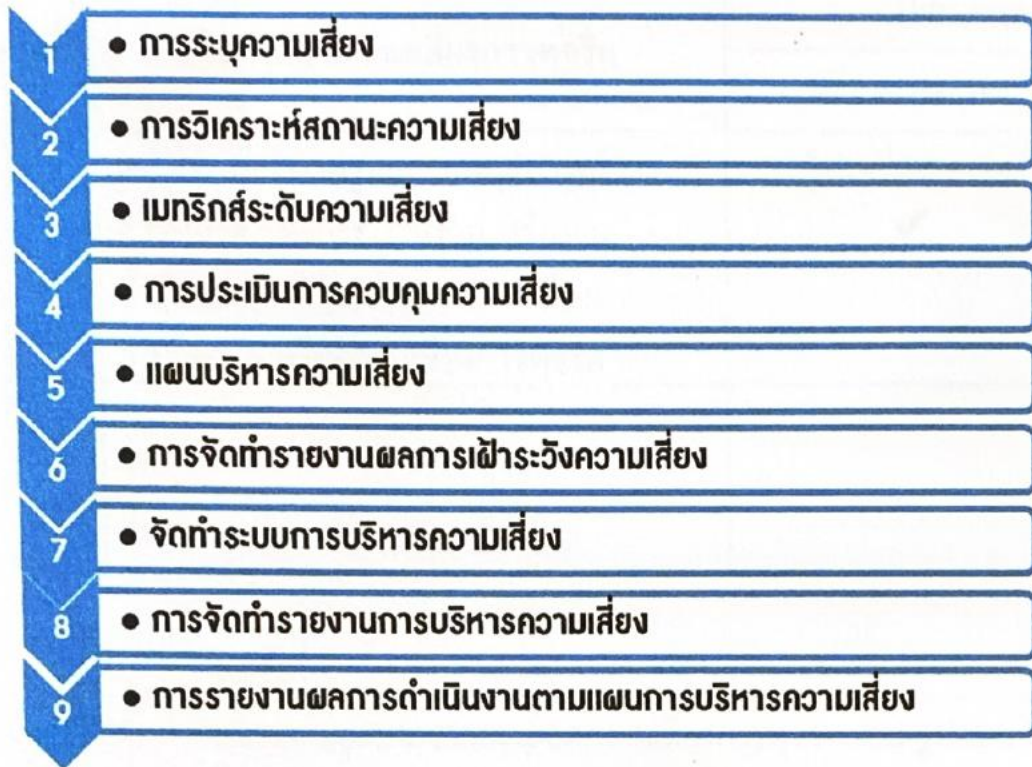 1 ● การระบุความเสี่ยง
2 ● การวิเคราะห์สถานะความเสี่ยง
3 ● เมทริกส์ระดับความเสี่ยง
4 ● การประเมินการควบคุมความเสี่ยง
5 ● แผนบริหารความเสี่ยง
6 ● การจัดทำรายงานผลการเฝ้าระวังความเสี่ยง
7 ● จัดทำระบบการบริหารความเสี่ยง
8 ● การจัดทำรายงานการบริหารความเสี่ยง
9 ● การรายงานผลการดำเนินงานตามแผนการบริหารความเสี่ยง